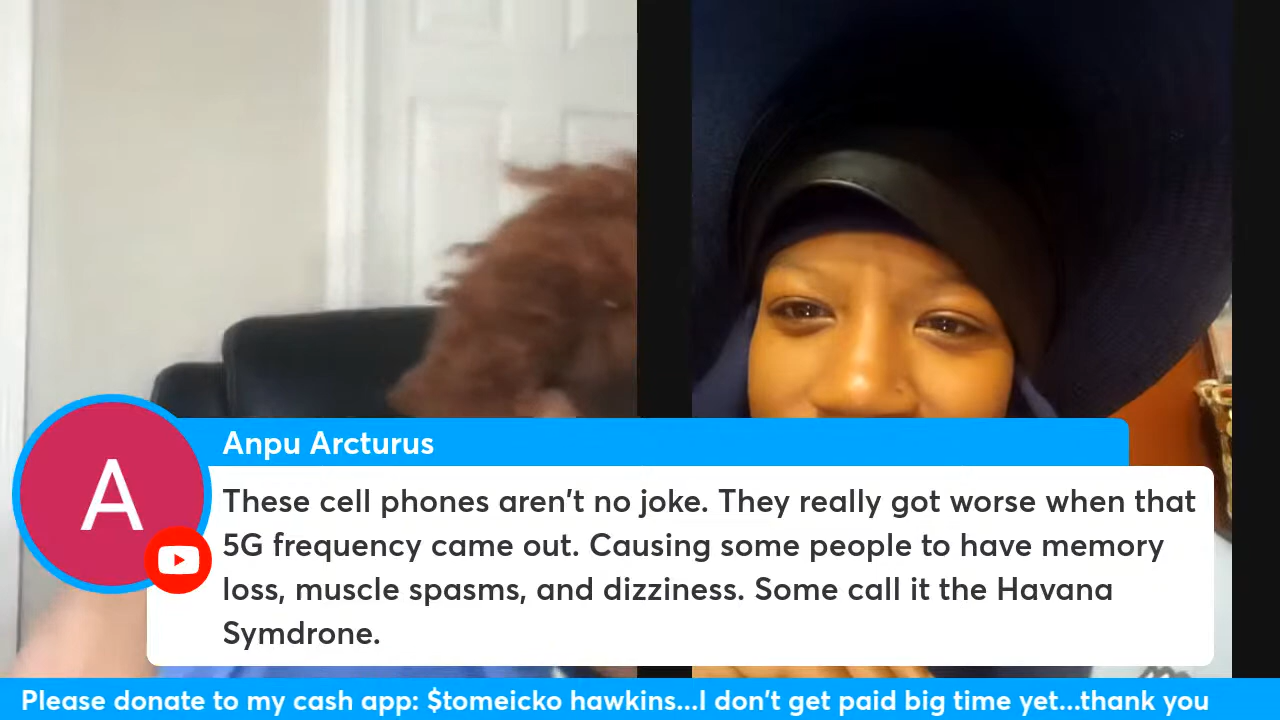 Anpu Arcturus
A
These cell phones aren't no joke. They really got worse when that
5G frequency came out. Causing some people to have memory
loss, muscle spasms, and dizziness. Some call it the Havana
Symdrone.
Please donate to my cash app: $tomeicko hawkins...I don't get paid big time yet...thank you